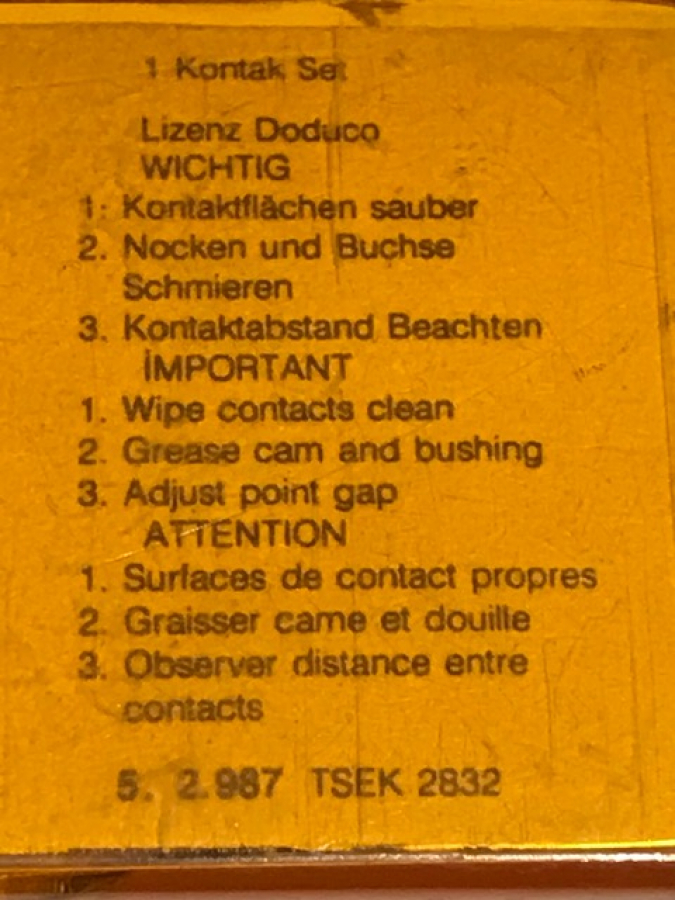 1 Kontak Set
Lizenz Doduco
WICHTIG
1: Kontaktflächen sauber
2. Nocken und Buchse
Schmieren
3. Kontaktabstand Beachten
İMPORTANT
1. Wipe contacts clean
2. Grease cam and bushing
3. Adjust point gap
ATTENTION
1. Surfaces de contact propres
2. Graisser came et douille
3. Observer distance entre
contacts
5. 2.987 TSEK 2832